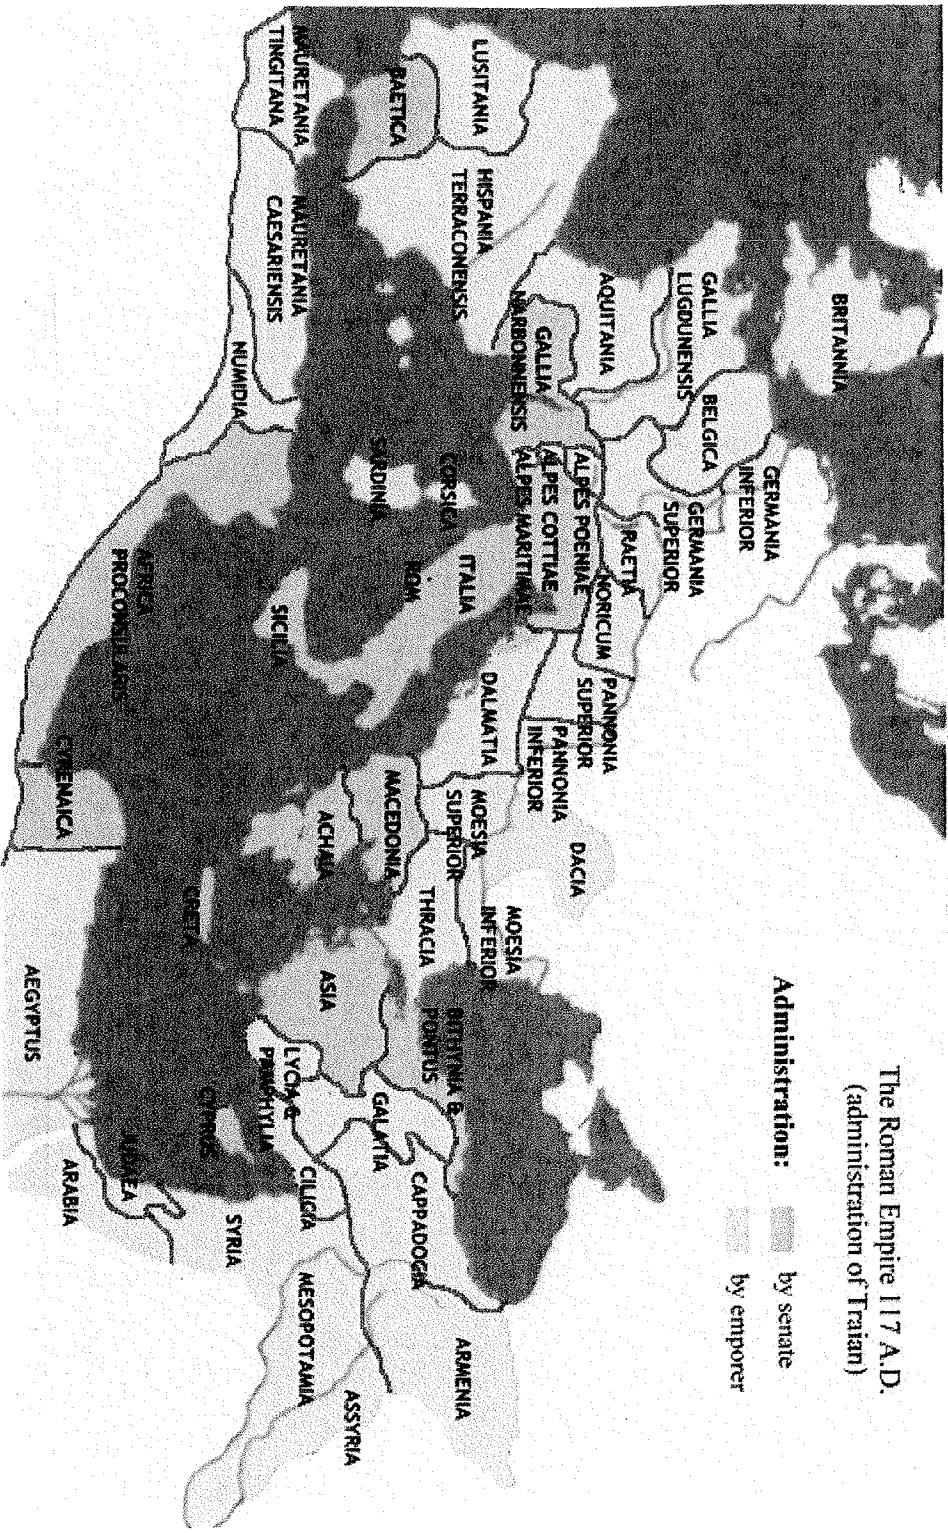 The Roman Empire 117 A.D.
(administration of Traian)
Administration:
by senate
by emporer
BRITANNIA
GERMANIA
INFERIOR
BELGICA
GALLIA
LUGDUNENSIS
GERMANIA
SUPERIOR
AQUITANIA
RAETIA
NORICUM
ALPES POENIAE
ALPES COTTIAE
ALPES MARITIMAE
GALLIA
NARBONNENSIS
PANNONIA
SUPERIOR
PANNONIA
INFERIOR
DACIA
LUSITANIA
HISPANIA
TERRACONENSIS
BAETICA
ITALIA
ROM
CORSICA
SARDINIA
SICILIA
DALMATIA
MOESIA
SUPERIOR
MOESIA
INFERIOR
THRACIA
MACEDONIA
ACHAIA
ASIA
BITHYNIA &
PONTUS
GALATIA
CAPPADOCIA
ARMENIA
LYCIA &
PAMPHYLIA
CILICIA
MESOPOTAMIA
ASSYRIA
SYRIA
CYPRUS
CRETA
JUDAEA
ARABIA
AEGYPTUS
CYRENAICA
AFRICA
PROCONSULARIS
NUMIDIA
MAURETANIA
CAESARIENSIS
MAURETANIA
TINGITANA